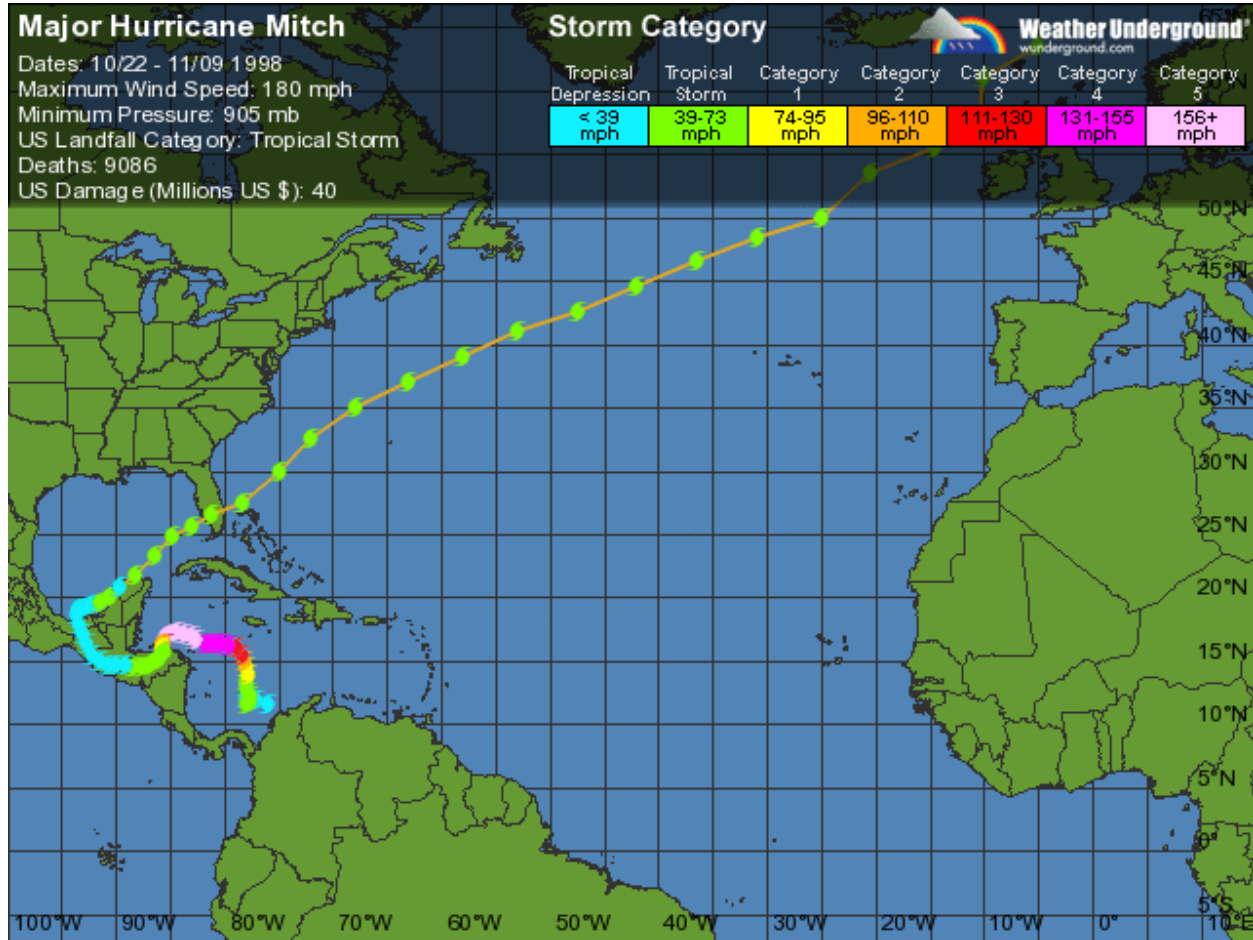 Major Hurricane Mitch
Dates: 10/22 - 11/09 1998
Maximum Wind Speed: 180 mph
Minimum Pressure: 905 mb
US Landfall Category: Tropical Storm
Deaths: 9086
US Damage (Millions US $): 40
Storm Category
Weather Underground
wunderground.com
Tropical Depression
< 39 mph
Tropical Storm
39-73 mph
Category 1
74-95 mph
Category 2
96-110 mph
Category 3
111-130 mph
Category 4
131-155 mph
Category 5
156+ mph
65°N
50°N
45°N
40°N
35°N
30°N
25°N
20°N
15°N
10°N
5°N
0°
5°S
100°W 90°W 80°W 70°W 60°W 50°W 40°W 30°W 20°W 10°W 0° 10°E